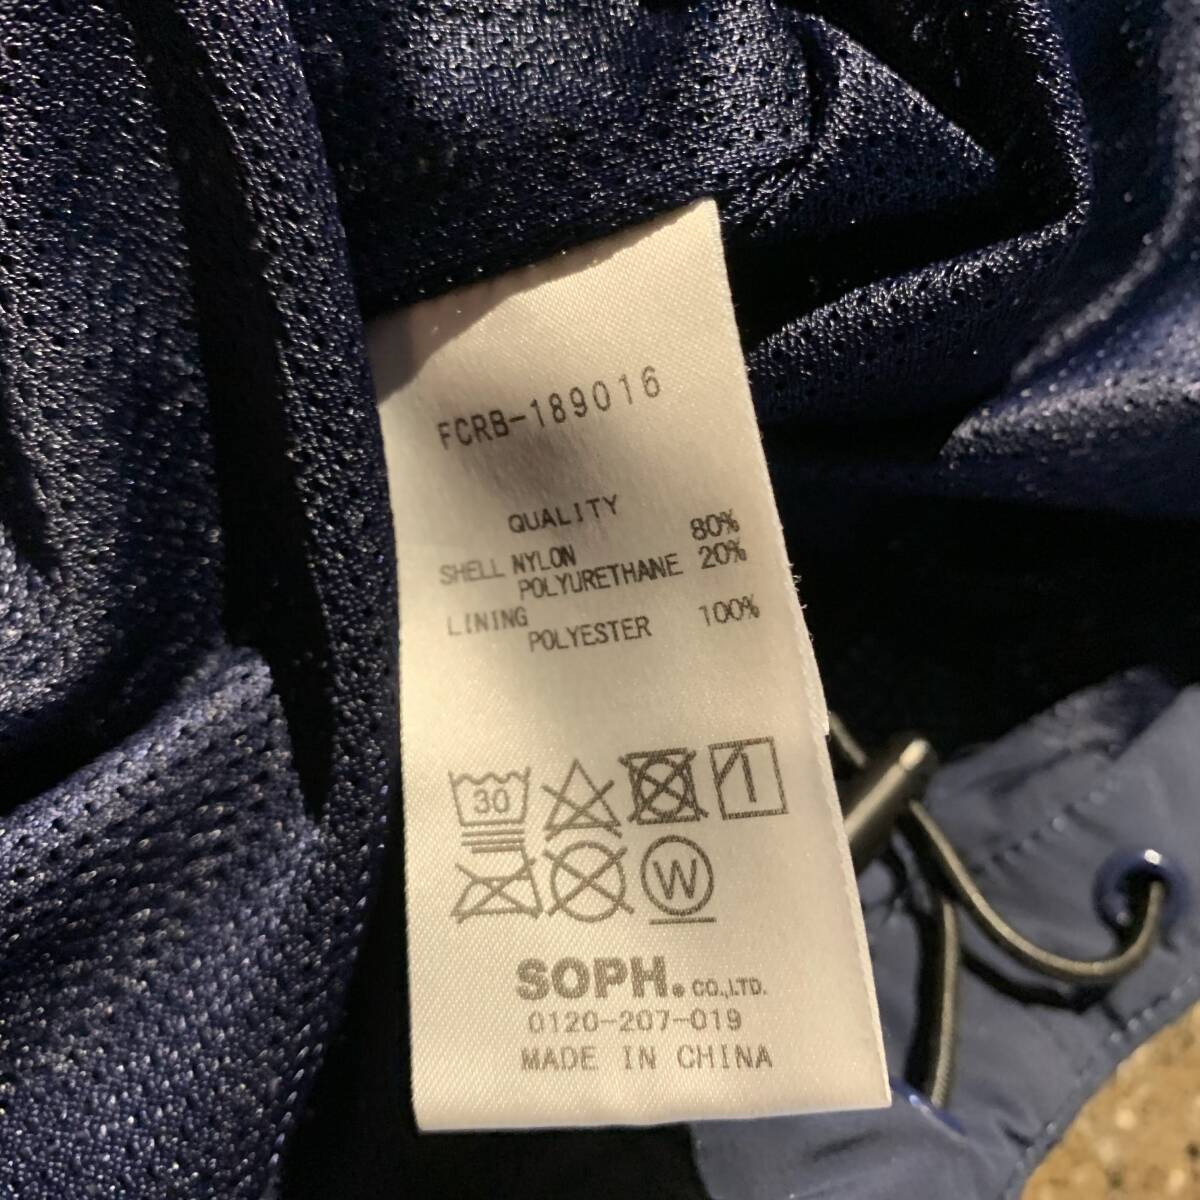 FCRB-189016
QUALITY
SHELL NYLON 80%
POLYURETHANE 20%
LINING
POLYESTER 100%
30
W
SOPH. CO.,LTD.
0120-207-019
MADE IN CHINA